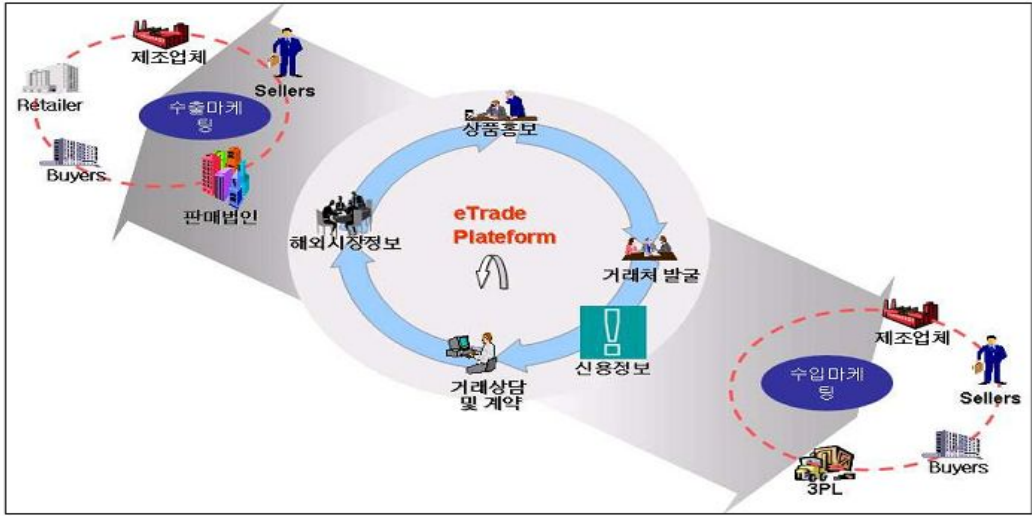 제조업체
Sellers
Retailer
수출마케
팅
Buyers
판매법인
상품홍보
해외시장정보
eTrade
Plateform
거래처 발굴
신용정보
거래상담
및 계약
제조업체
수입마케
팅
Sellers
Buyers
3PL